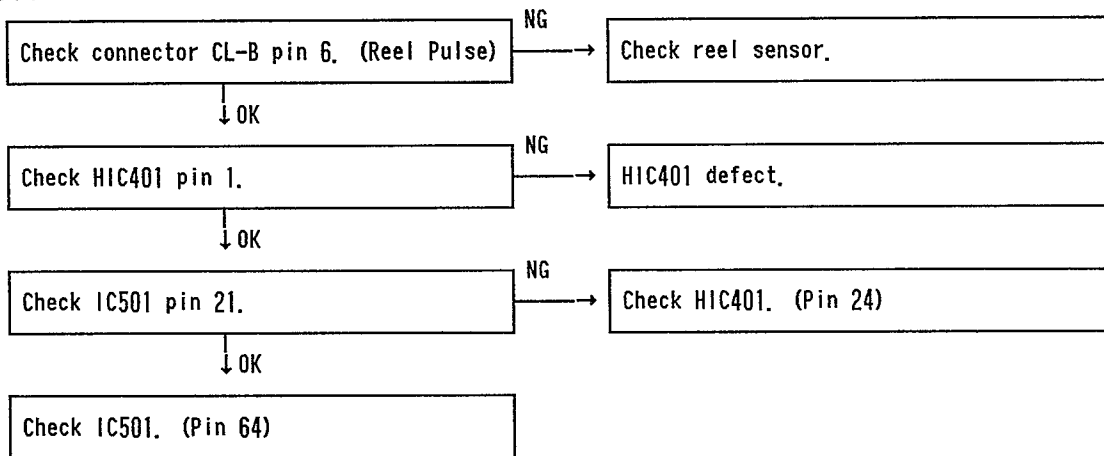 NG
Check connector CL-B pin 6. (Reel Pulse)
Check reel sensor.
OK
NG
Check HIC401 pin 1.
HIC401 defect.
OK
NG
Check IC501 pin 21.
Check HIC401. (Pin 24)
OK
Check IC501. (Pin 64)